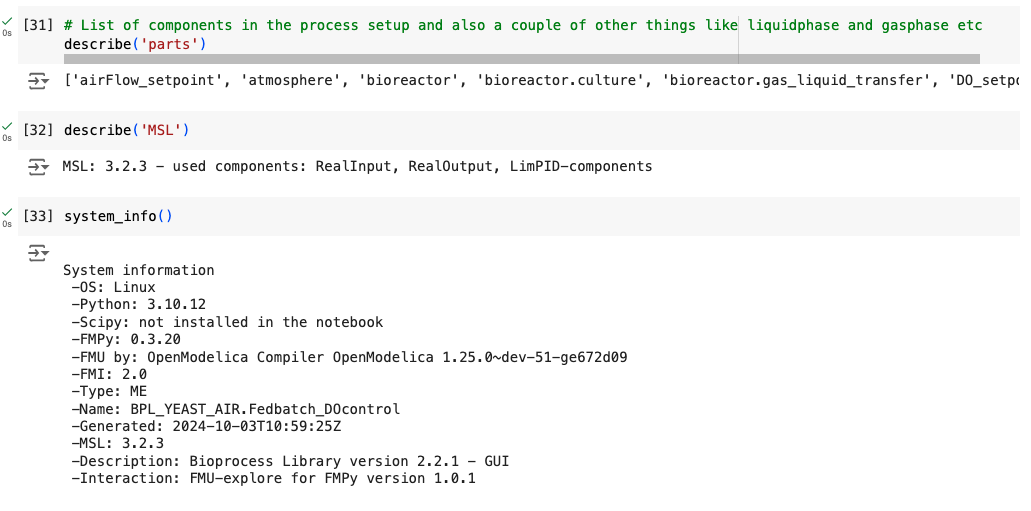 [31] # List of components in the process setup and also a couple of other things like liquidphase and gasphase etc
0s
describe('parts')
['airFlow_setpoint', 'atmosphere', 'bioreactor', 'bioreactor.culture', 'bioreactor.gas_liquid_transfer', 'DO_setpo
[32] describe('MSL')
0s
MSL: 3.2.3 – used components: RealInput, RealOutput, LimPID-components
[33] system_info()
0s
System information
-OS: Linux
-Python: 3.10.12
-Scipy: not installed in the notebook
-FMPy: 0.3.20
-FMU by: OpenModelica Compiler OpenModelica 1.25.0~dev-51-ge672d09
-FMI: 2.0
-Type: ME
-Name: BPL_YEAST_AIR.Fedbatch_DOcontrol
-Generated: 2024-10-03T10:59:25Z
-MSL: 3.2.3
-Description: Bioprocess Library version 2.2.1 – GUI
-Interaction: FMU-explore for FMPy version 1.0.1